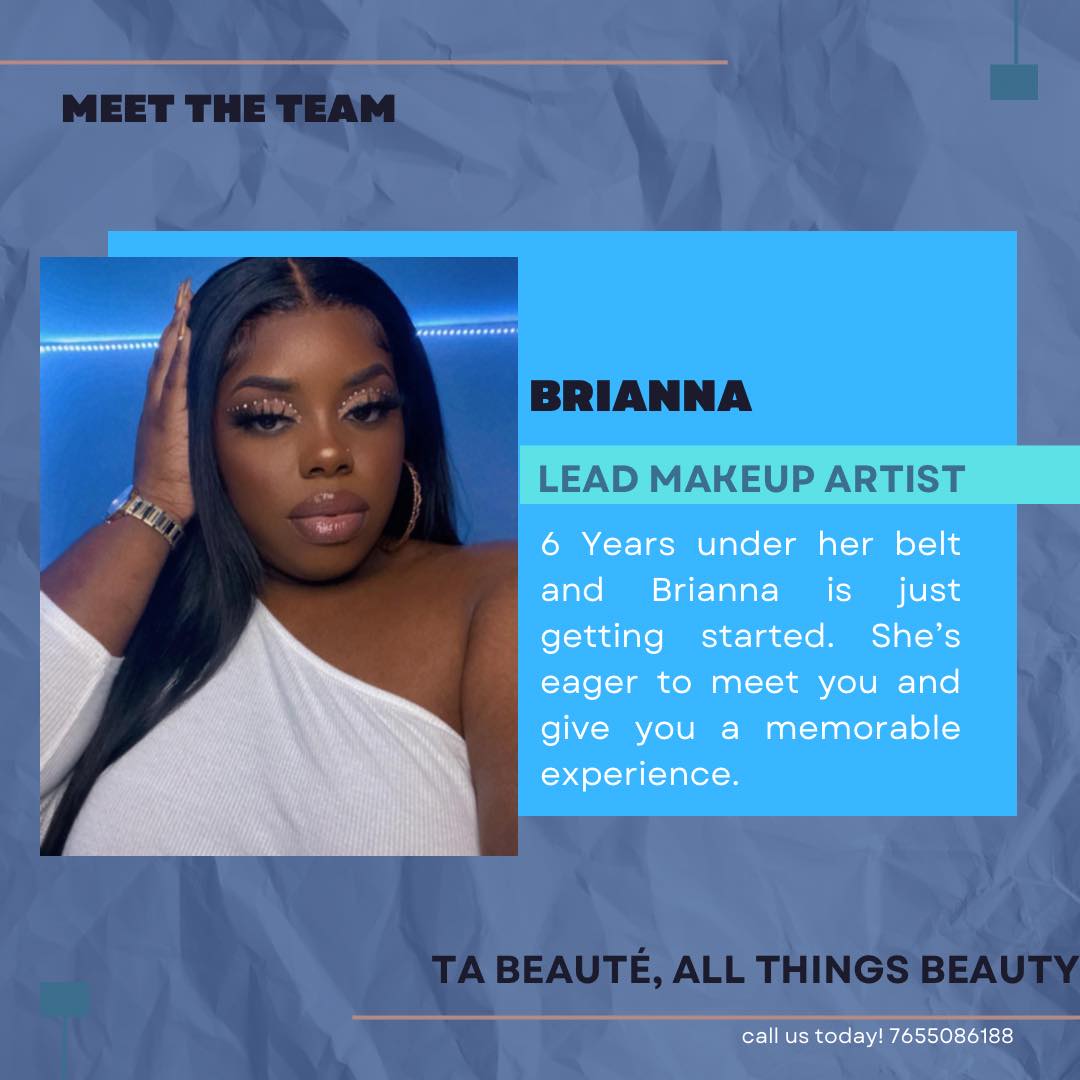 MEET THE TEAM
BRIANNA
LEAD MAKEUP ARTIST
6 Years under her belt
and Brianna is just
getting started. She’s
eager to meet you and
give you a memorable
experience.
TA BEAUTÉ, ALL THINGS BEAUTY
call us today! 7655086188